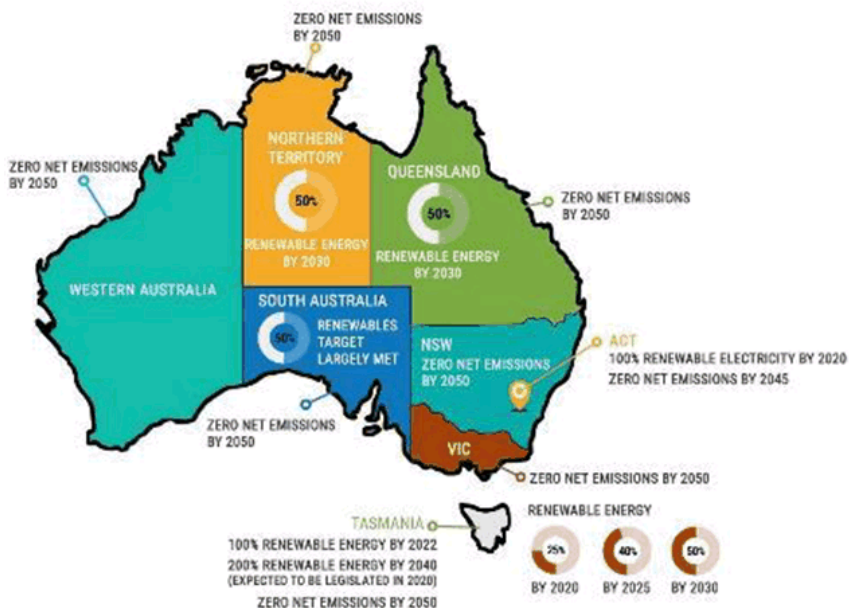 ZERO NET EMISSIONS
BY 2050
NORTHERN
TERRITORY
50%
RENEWABLE ENERGY
BY 2030
QUEENSLAND
50%
RENEWABLE ENERGY
BY 2030
ZERO NET EMISSIONS
BY 2050
ZERO NET EMISSIONS
BY 2050
WESTERN AUSTRALIA
SOUTH AUSTRALIA
50%
RENEWABLES
TARGET
LARGELY MET
ZERO NET EMISSIONS
BY 2050
NSW
ZERO NET EMISSIONS
BY 2050
ACT
100% RENEWABLE ELECTRICITY BY 2020
ZERO NET EMISSIONS BY 2045
VIC
ZERO NET EMISSIONS BY 2050
RENEWABLE ENERGY
25%
40%
50%
BY 2020
BY 2025
BY 2030
TASMANIA
100% RENEWABLE ENERGY BY 2022
200% RENEWABLE ENERGY BY 2040
(EXPECTED TO BE LEGISLATED IN 2020)
ZERO NET EMISSIONS BY 2050